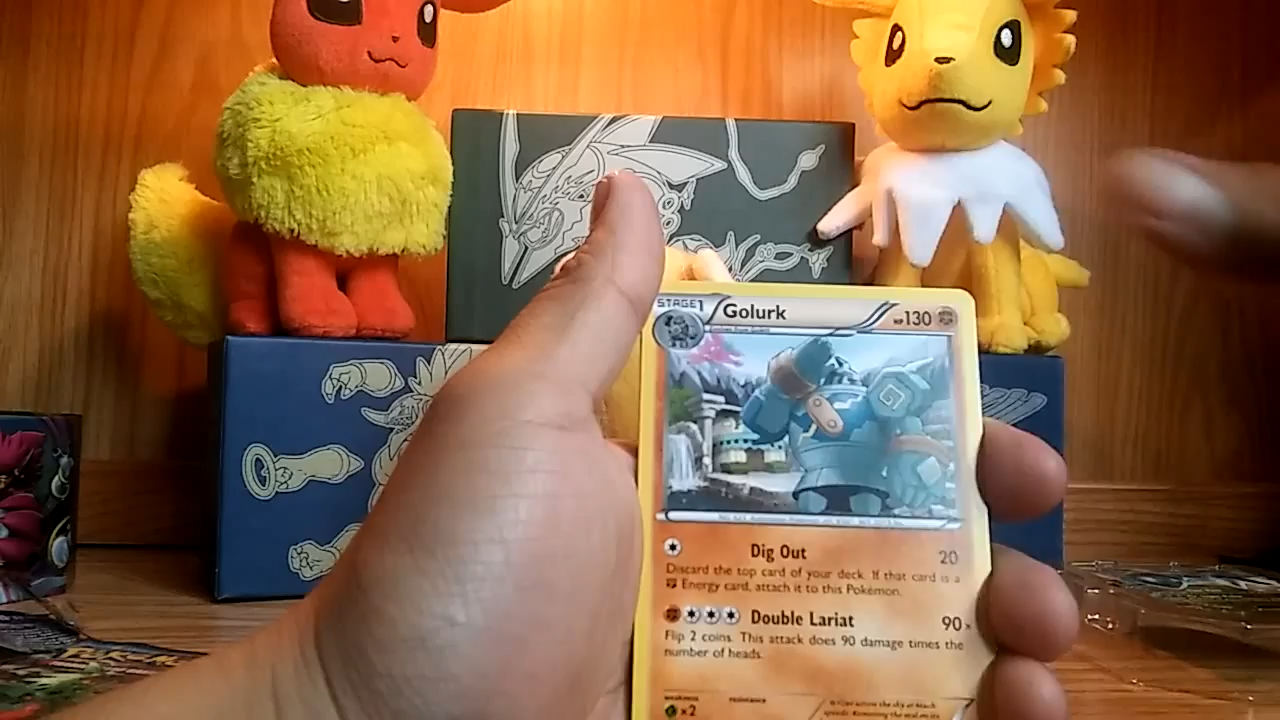 STAGE1 Golurk HP130
Dig Out 20
Discard the top card of your deck. If that card is a
Energy card, attach it to this Pokémon.
Double Lariat 90×
Flip 2 coins. This attack does 90 damage times the
number of heads.
weakness resistance
×2